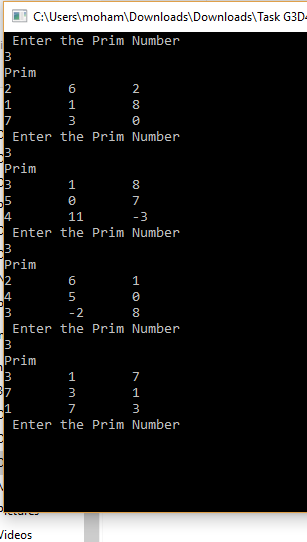 C:\Users\moham\Downloads\Downloads\Task G3D4
Enter the Prim Number
3
Prim
2 6 2
1 1 8
7 3 0
Enter the Prim Number
3
Prim
3 1 8
5 0 7
4 11 -3
Enter the Prim Number
3
Prim
2 6 1
4 5 0
3 -2 8
Enter the Prim Number
3
Prim
3 1 7
7 3 1
1 7 3
Enter the Prim Number
Videos